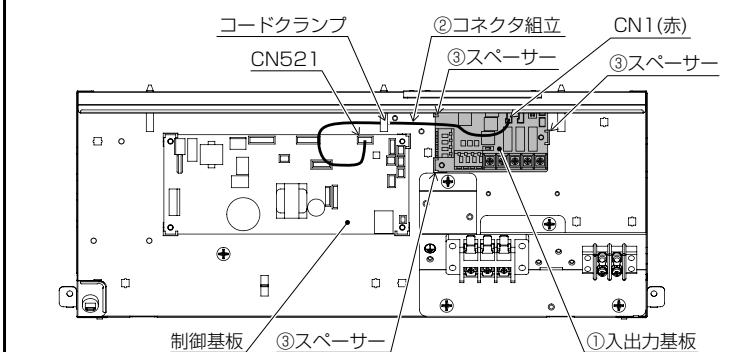 コードクランプ
②コネクタ組立
CN1(赤)
CN521
③スペーサー
③スペーサー
制御基板
③スペーサー
①入出力基板